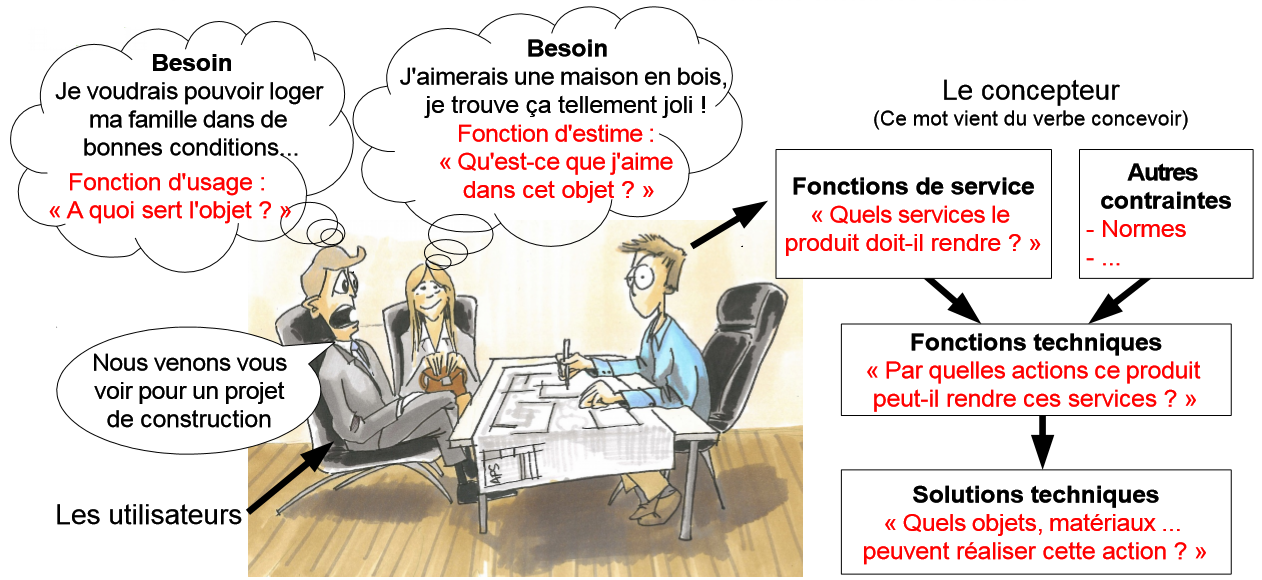 Besoin
Je voudrais pouvoir loger
ma famille dans de
bonnes conditions...
Fonction d'usage :
« A quoi sert l'objet ? »
Besoin
J'aimerais une maison en bois,
je trouve ça tellement joli !
Fonction d'estime :
« Qu'est-ce que j'aime
dans cet objet ? »
Nous venons vous
voir pour un projet
de construction
Les utilisateurs
APS
Le concepteur
(Ce mot vient du verbe concevoir)
Fonctions de service
« Quels services le
produit doit-il rendre ? »
Autres
contraintes
- Normes
- ...
Fonctions techniques
« Par quelles actions ce produit
peut-il rendre ces services ? »
Solutions techniques
« Quels objets, matériaux ...
peuvent réaliser cette action ? »